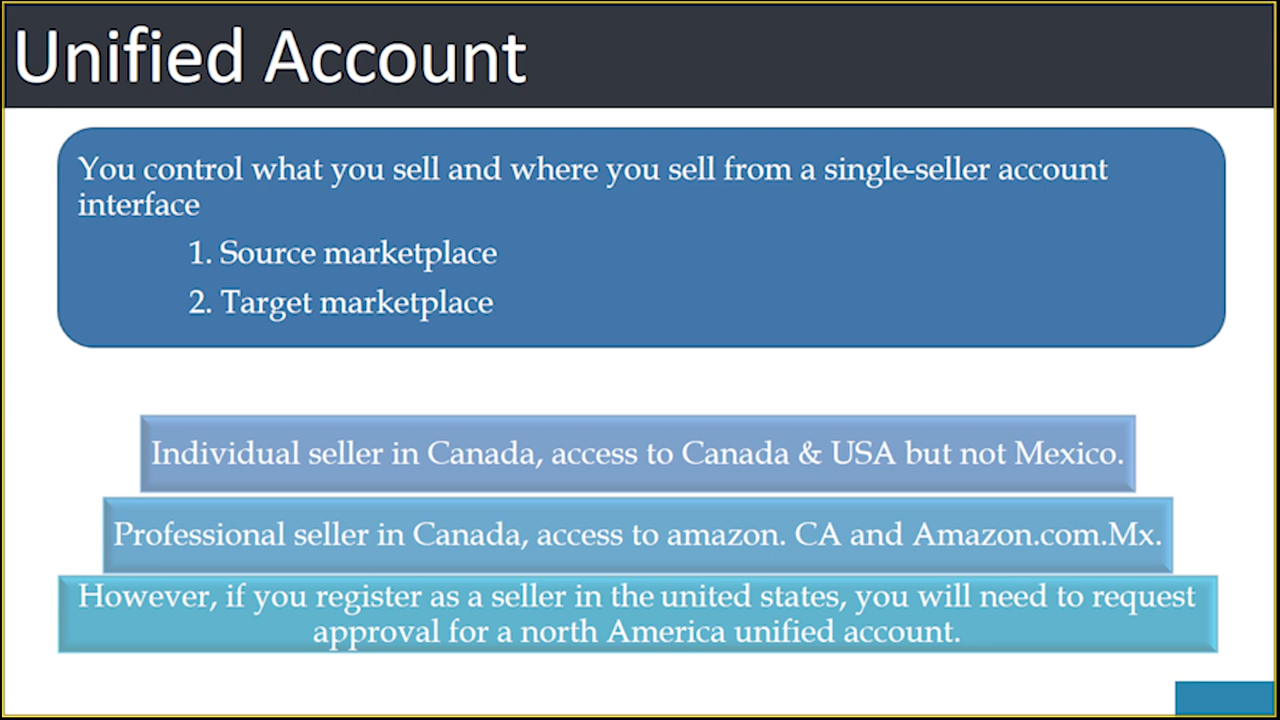 Unified Account
You control what you sell and where you sell from a single-seller account
interface
1. Source marketplace
2. Target marketplace
Individual seller in Canada, access to Canada & USA but not Mexico.
Professional seller in Canada, access to amazon. CA and Amazon.com.Mx.
However, if you register as a seller in the united states, you will need to request
approval for a north America unified account.